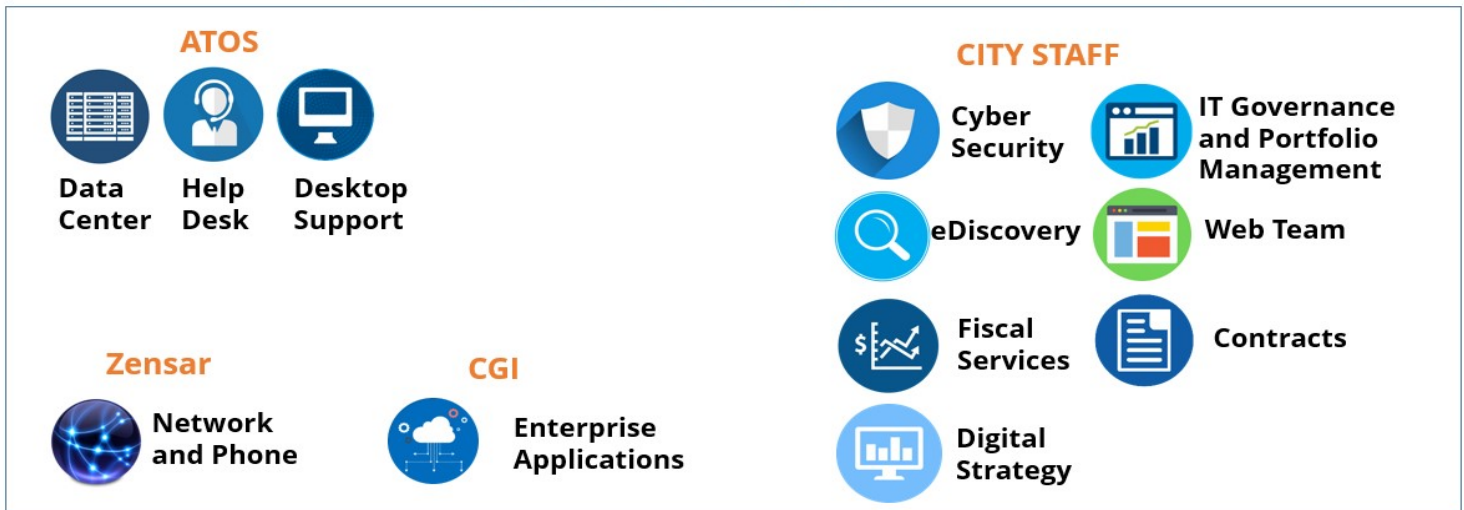 ATOS
Data
Center
Help
Desk
Desktop
Support
Zensar
Network
and Phone
CGI
Enterprise
Applications
CITY STAFF
Cyber
Security
IT Governance
and Portfolio
Management
eDiscovery
Web Team
$
Fiscal
Services
Contracts
Digital
Strategy